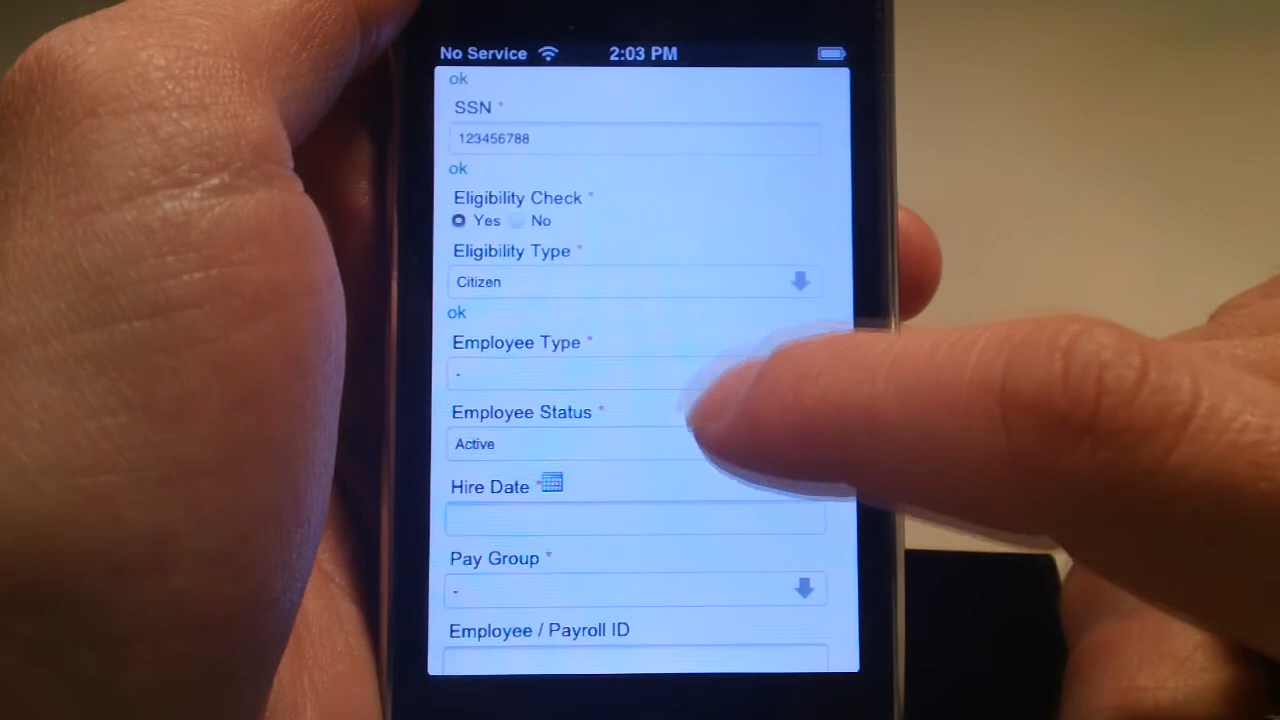 No Service 2:03 PM
ok
SSN *
123456788
ok
Eligibility Check *
Yes No
Eligibility Type *
Citizen
ok
Employee Type *
-
Employee Status *
Active
Hire Date *
Pay Group *
-
Employee / Payroll ID